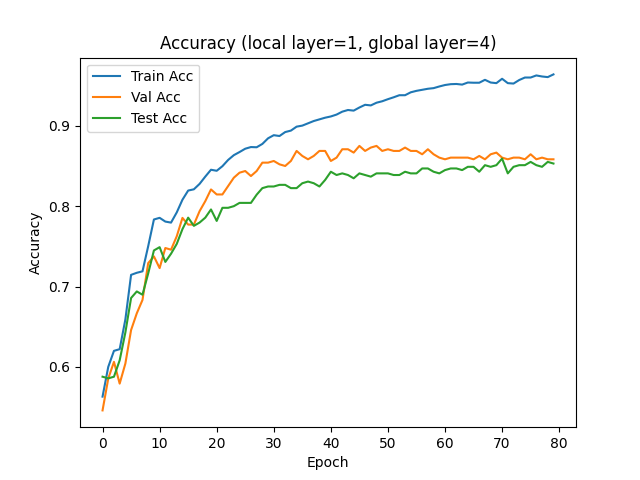 Accuracy (local layer=1, global layer=4)
Train Acc
Val Acc
Test Acc
Accuracy
0.9
0.8
0.7
0.6
0 10 20 30 40 50 60 70 80
Epoch